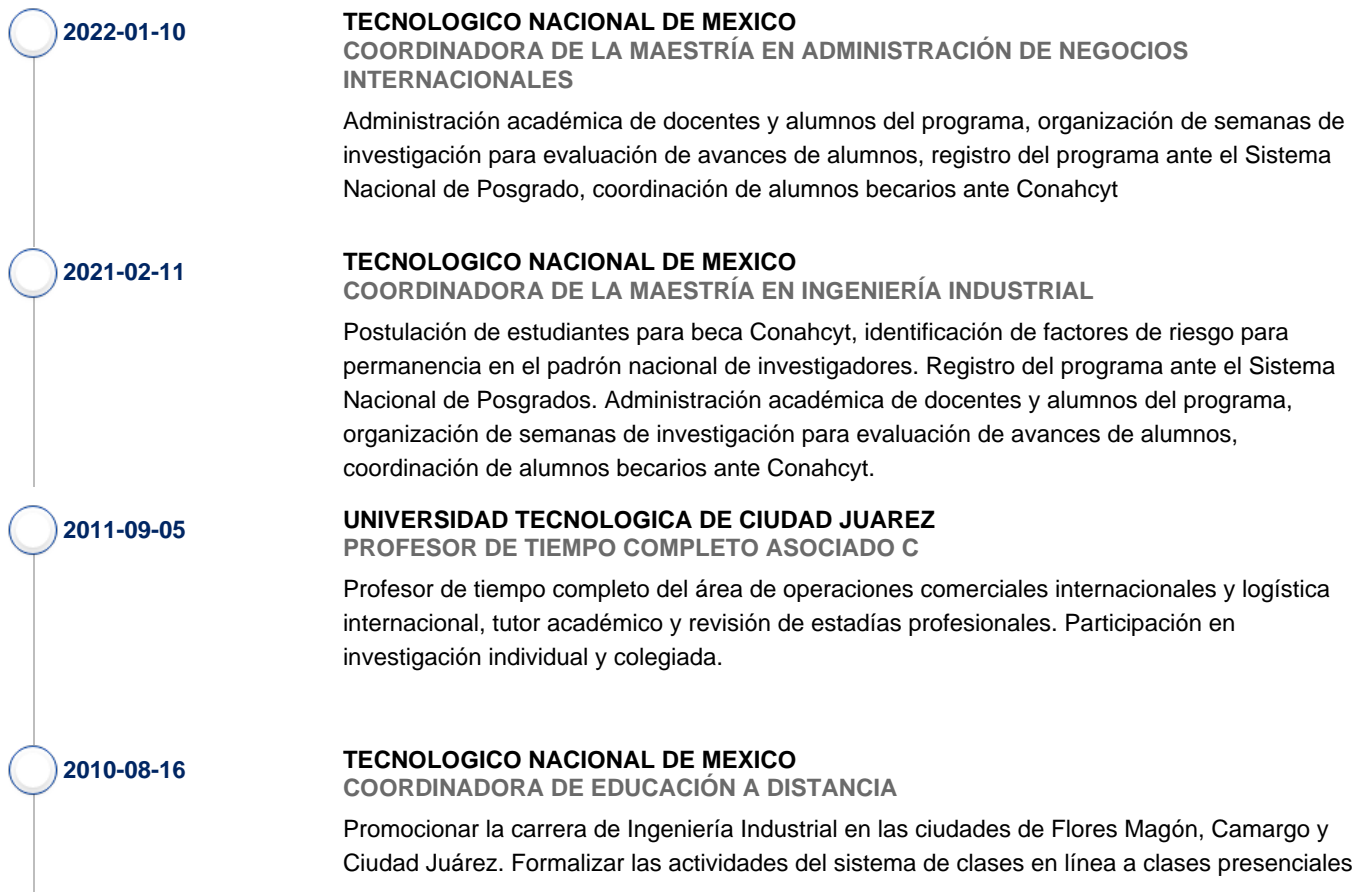 2022-01-10
TECNOLOGICO NACIONAL DE MEXICO
COORDINADORA DE LA MAESTRÍA EN ADMINISTRACIÓN DE NEGOCIOS
INTERNACIONALES
Administración académica de docentes y alumnos del programa, organización de semanas de
investigación para evaluación de avances de alumnos, registro del programa ante el Sistema
Nacional de Posgrado, coordinación de alumnos becarios ante Conahcyt
2021-02-11
TECNOLOGICO NACIONAL DE MEXICO
COORDINADORA DE LA MAESTRÍA EN INGENIERÍA INDUSTRIAL
Postulación de estudiantes para beca Conahcyt, identificación de factores de riesgo para
permanencia en el padrón nacional de investigadores. Registro del programa ante el Sistema
Nacional de Posgrados. Administración académica de docentes y alumnos del programa,
organización de semanas de investigación para evaluación de avances de alumnos,
coordinación de alumnos becarios ante Conahcyt.
2011-09-05
UNIVERSIDAD TECNOLOGICA DE CIUDAD JUAREZ
PROFESOR DE TIEMPO COMPLETO ASOCIADO C
Profesor de tiempo completo del área de operaciones comerciales internacionales y logística
internacional, tutor académico y revisión de estadías profesionales. Participación en
investigación individual y colegiada.
2010-08-16
TECNOLOGICO NACIONAL DE MEXICO
COORDINADORA DE EDUCACIÓN A DISTANCIA
Promocionar la carrera de Ingeniería Industrial en las ciudades de Flores Magón, Camargo y
Ciudad Juárez. Formalizar las actividades del sistema de clases en línea a clases presenciales